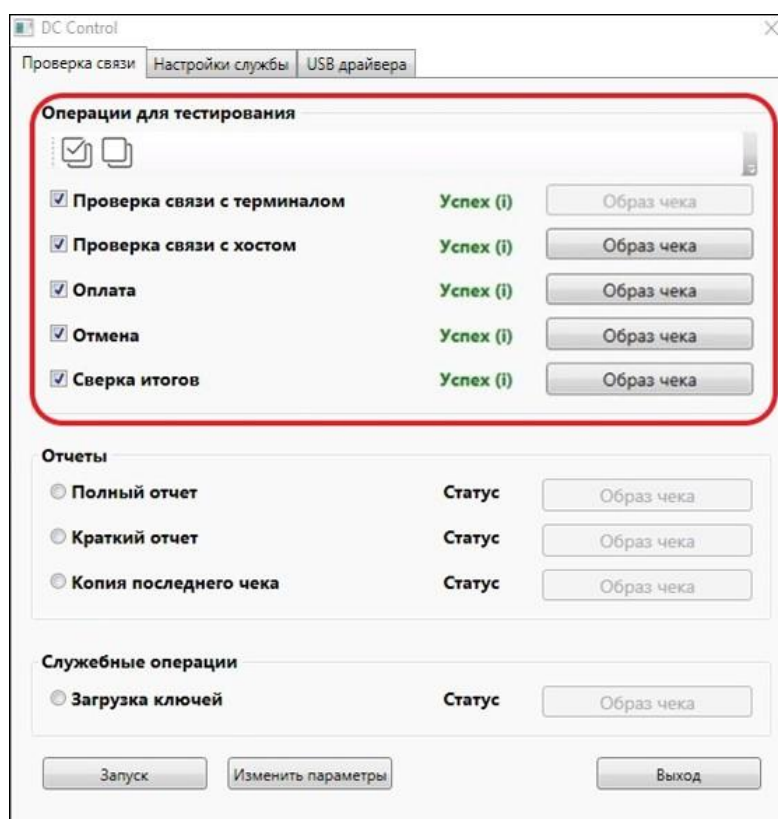 DC Control
Проверка связи Настройки службы USB драйвера
Операции для тестирования
Проверка связи с терминалом Успех (i) Образ чека
Проверка связи с хостом Успех (i) Образ чека
Оплата Успех (i) Образ чека
Отмена Успех (i) Образ чека
Сверка итогов Успех (i) Образ чека
Отчеты
Полный отчет Статус Образ чека
Краткий отчет Статус Образ чека
Копия последнего чека Статус Образ чека
Служебные операции
Загрузка ключей Статус Образ чека
Запуск Изменить параметры Выход